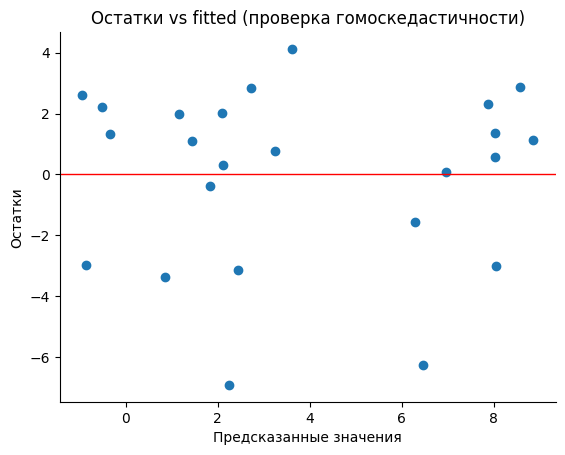 Остатки vs fitted (проверка гомоскедастичности)
4
2
0
−2
−4
−6
Остатки
0 2 4 6 8
Предсказанные значения